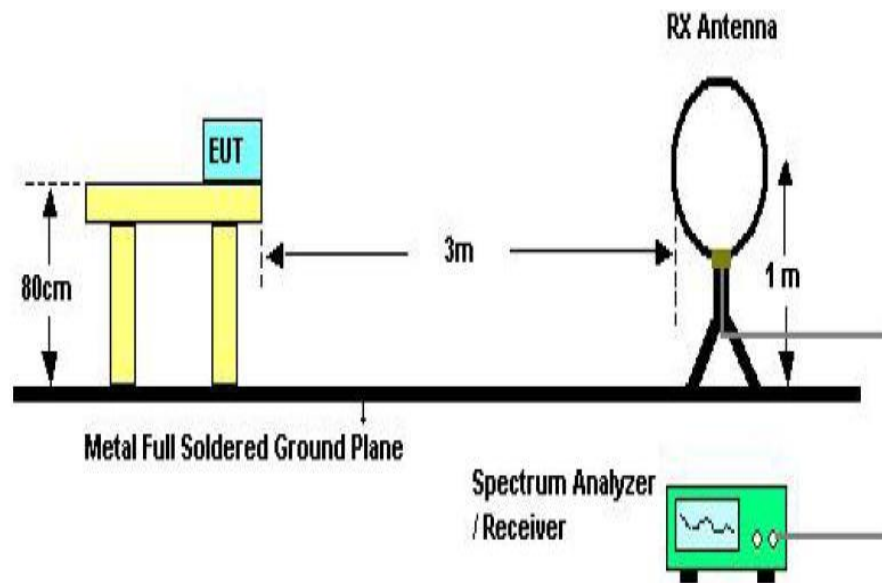 RX Antenna
EUT
3m
80cm
1 m
Metal Full Soldered Ground Plane
Spectrum Analyzer
/ Receiver